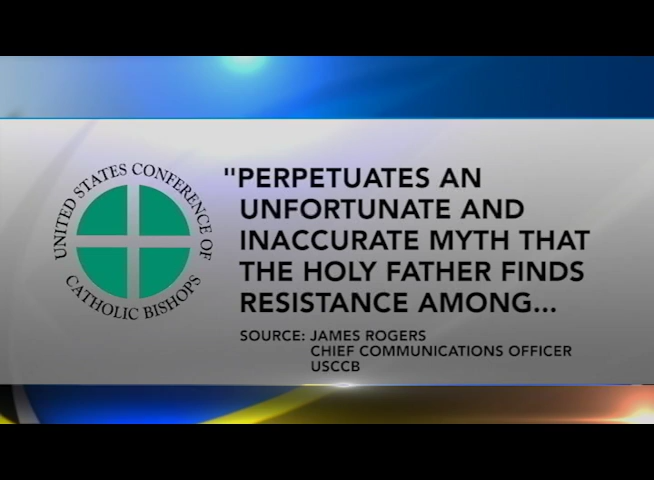 UNITED STATES CONFERENCE OF
CATHOLIC BISHOPS
"PERPETUATES AN
UNFORTUNATE AND
INACCURATE MYTH THAT
THE HOLY FATHER FINDS
RESISTANCE AMONG...
SOURCE: JAMES ROGERS
CHIEF COMMUNICATIONS OFFICER
USCCB